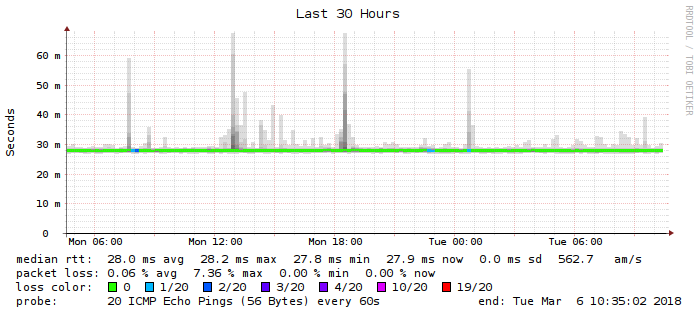 Last 30 Hours
RRDTOOL / TOBI OETIKER
Seconds
60 m
50 m
40 m
30 m
20 m
10 m
0
Mon 06:00 Mon 12:00 Mon 18:00 Tue 00:00 Tue 06:00
median rtt: 28.0 ms avg 28.2 ms max 27.8 ms min 27.9 ms now 0.0 ms sd 562.7 am/s
packet loss: 0.06 % avg 7.36 % max 0.00 % min 0.00 % now
loss color: 0 1/20 2/20 3/20 4/20 10/20 19/20
probe: 20 ICMP Echo Pings (56 Bytes) every 60s end: Tue Mar 6 10:35:02 2018